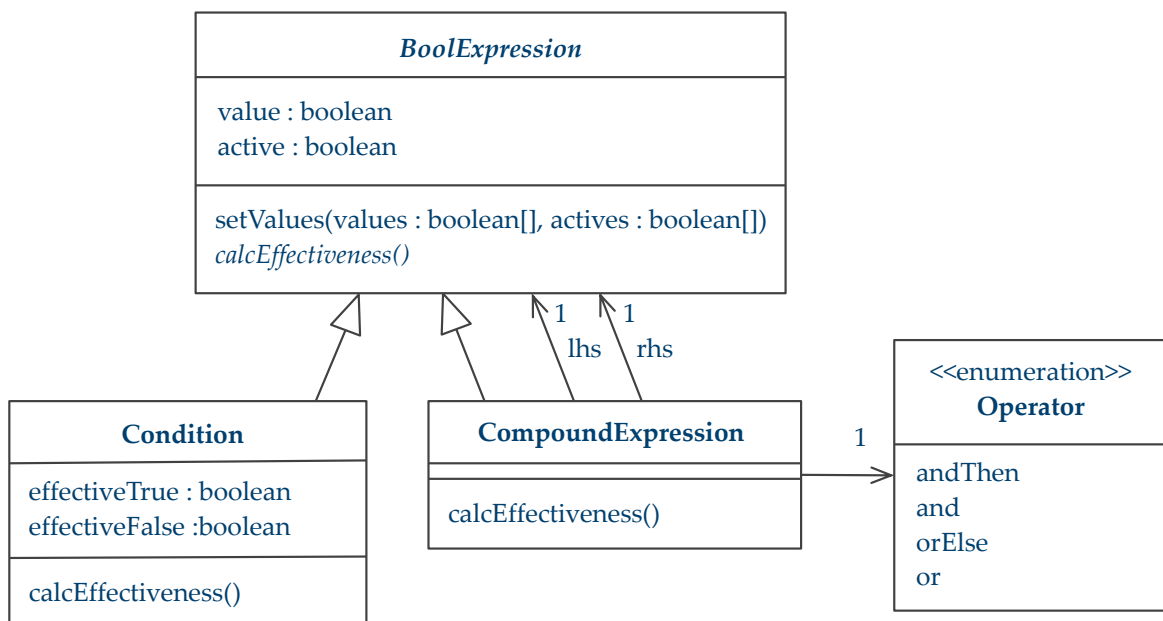 BoolExpression
value : boolean
active : boolean
setValues(values : boolean[], actives : boolean[])
calcEffectiveness()
1
lhs
1
rhs
Condition
effectiveTrue : boolean
effectiveFalse :boolean
calcEffectiveness()
CompoundExpression
calcEffectiveness()
1
<<enumeration>>
Operator
andThen
and
orElse
or